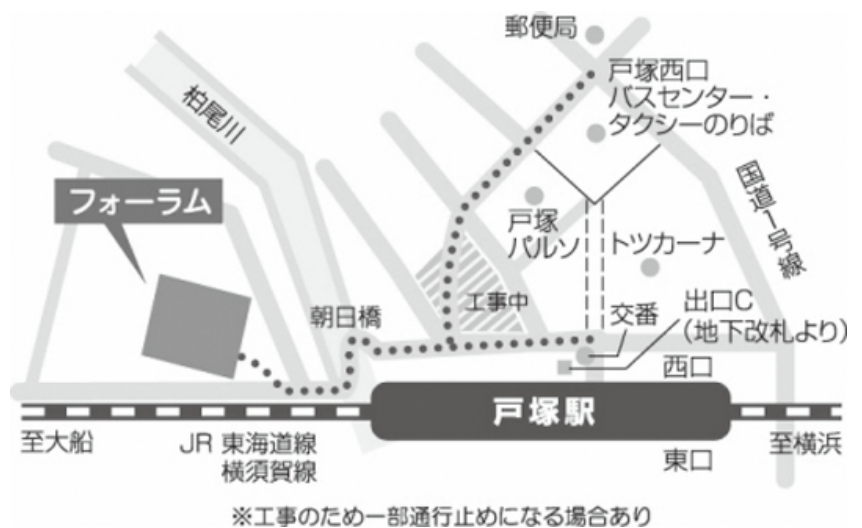 郵便局
戸塚西口
バスセンター・
タクシーのりば
柏尾川
国道1号線
フォーラム
戸塚
パルソ
トツカーナ
工事中
朝日橋
交番
出口C
(地下改札より)
西口
戸塚駅
至大船
JR 東海道線
横須賀線
東口
至横浜
※工事のため一部通行止めになる場合あり